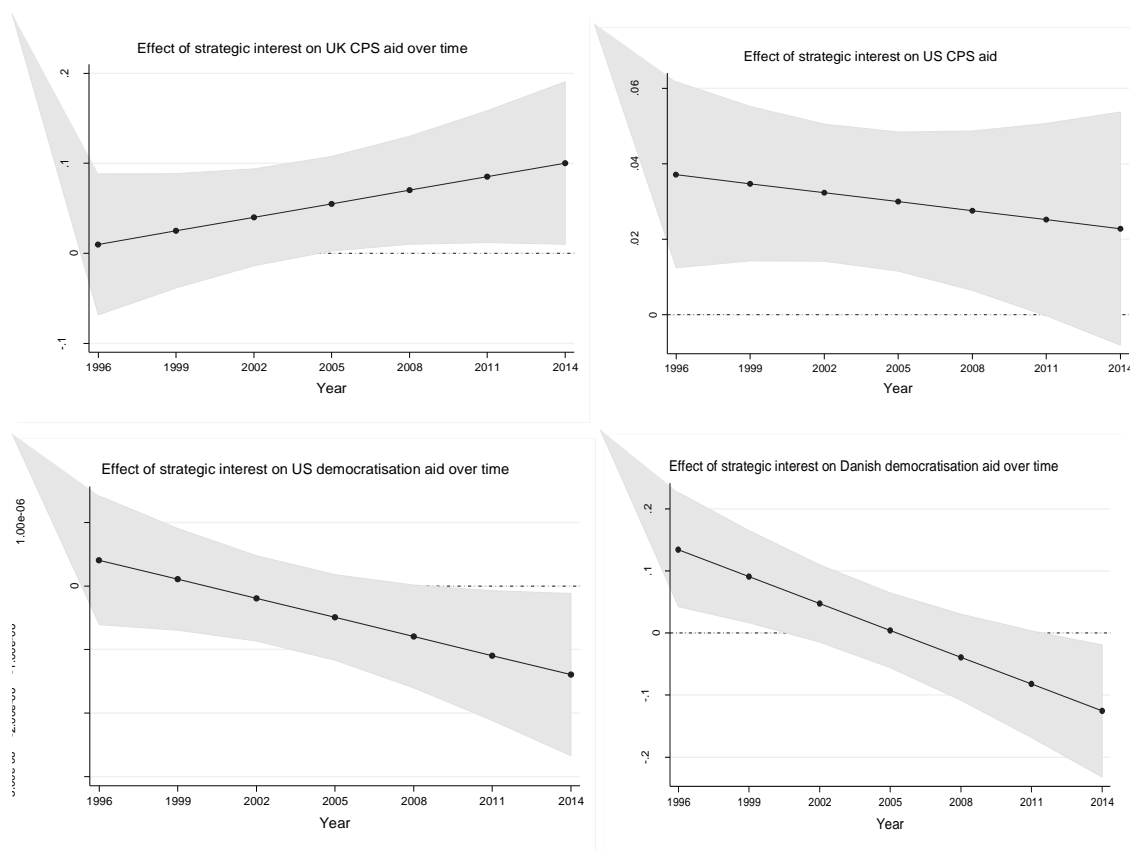 Effect of strategic interest on UK CPS aid over time
.2
.1
0
-.1
1996 1999 2002 2005 2008 2011 2014
Year
Effect of strategic interest on US CPS aid
.06
.04
.02
0
1996 1999 2002 2005 2008 2011 2014
Year
Effect of strategic interest on US democratisation aid over time
1.00e-06
0
1996 1999 2002 2005 2008 2011 2014
Year
Effect of strategic interest on Danish democratisation aid over time
.2
.1
0
-.1
-.2
1996 1999 2002 2005 2008 2011 2014
Year